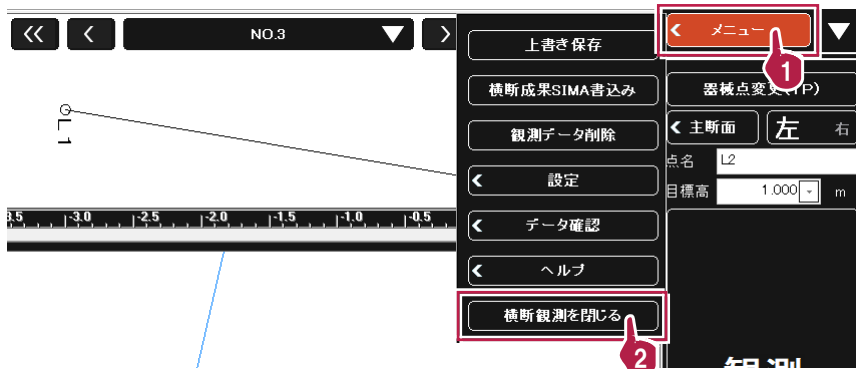 NO.3
L 1
3.5 -3.0 -2.5 -2.0 -1.5 -1.0 -0.5
上書き保存
横断成果SIMA書込み
観測データ削除
設定
データ確認
ヘルプ
横断観測を閉じる
2
メニュー
1
器械点変更(TP)
主断面 左 右
点名 L2
目標高 1.000 m
観測